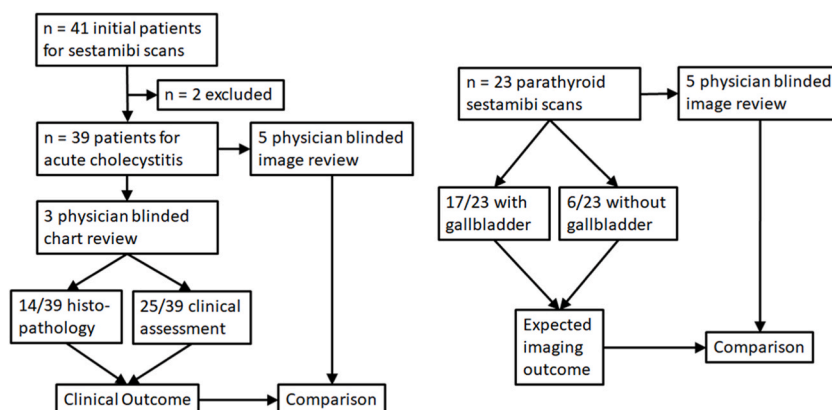 n = 41 initial patients
for sestamibi scans
n = 2 excluded
n = 39 patients for
acute cholecystitis
5 physician blinded
image review
3 physician blinded
chart review
14/39 histo-
pathology
25/39 clinical
assessment
Clinical Outcome
Comparison
n = 23 parathyroid
sestamibi scans
5 physician blinded
image review
17/23 with
gallbladder
6/23 without
gallbladder
Expected
imaging
outcome
Comparison